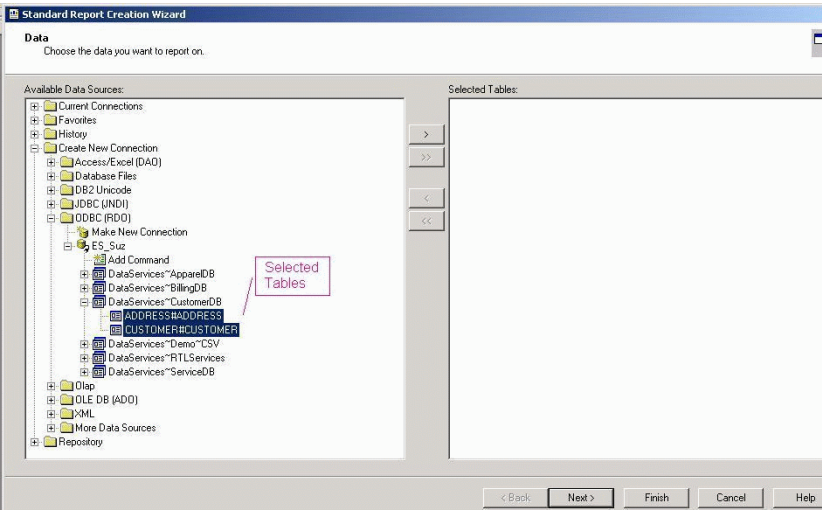 Standard Report Creation Wizard
Data
Choose the data you want to report on.
Available Data Sources:
Selected Tables:
Current Connections
Favorites
History
Create New Connection
Access/Excel (DAO)
Database Files
DB2 Unicode
JDBC (JNDI)
ODBC (RDO)
Make New Connection
ES_Suz
Add Command
DataServices~ApparelDB
DataServices~BillingDB
DataServices~CustomerDB
ADDRESS#ADDRESS
CUSTOMER#CUSTOMER
DataServices~Demo~CSV
DataServices~RTLServices
DataServices~ServiceDB
Olap
OLE DB (ADO)
XML
More Data Sources
Repository
Selected
Tables
>
>>
<
<<
< Back
Next >
Finish
Cancel
Help